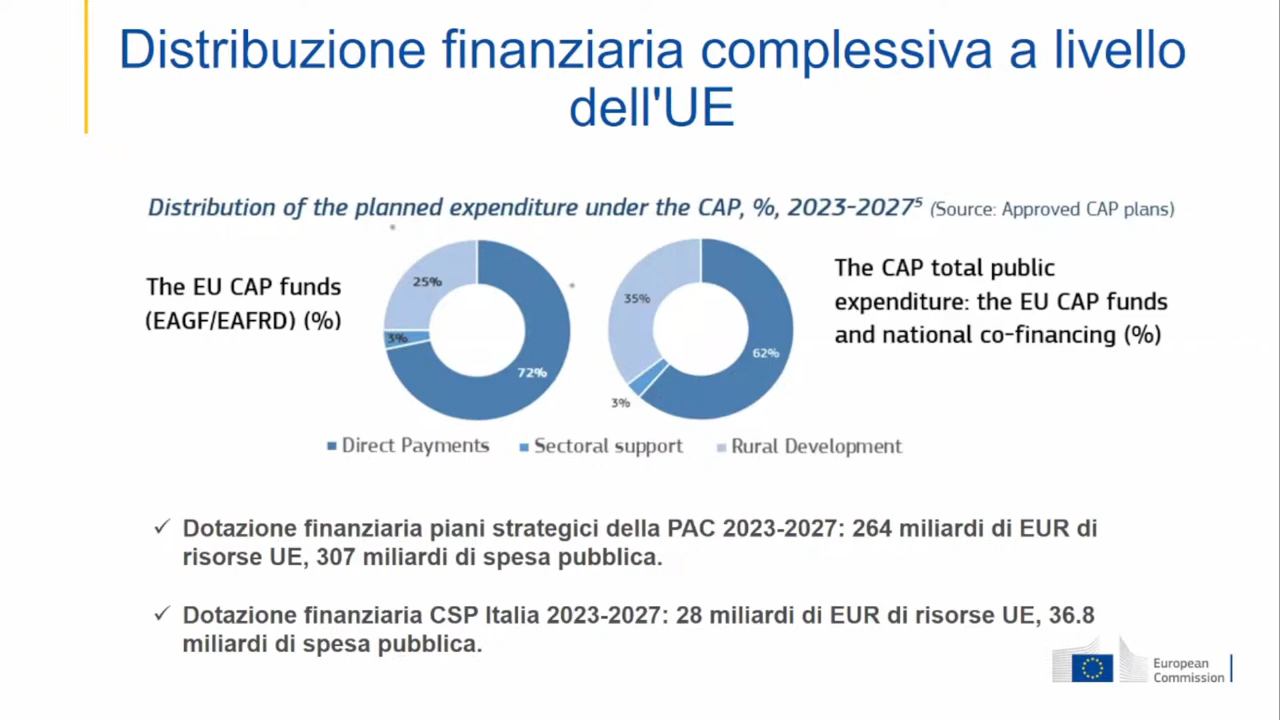 Distribuzione finanziaria complessiva a livello
dell'UE
Distribution of the planned expenditure under the CAP, %, 2023-2027⁵ (Source: Approved CAP plans)
The EU CAP funds
(EAGF/EAFRD) (%)
25%
3%
72%
35%
62%
3%
The CAP total public
expenditure: the EU CAP funds
and national co-financing (%)
Direct Payments
Sectoral support
Rural Development
✓ Dotazione finanziaria piani strategici della PAC 2023-2027: 264 miliardi di EUR di
risorse UE, 307 miliardi di spesa pubblica.
✓ Dotazione finanziaria CSP Italia 2023-2027: 28 miliardi di EUR di risorse UE, 36.8
miliardi di spesa pubblica.
European
Commission